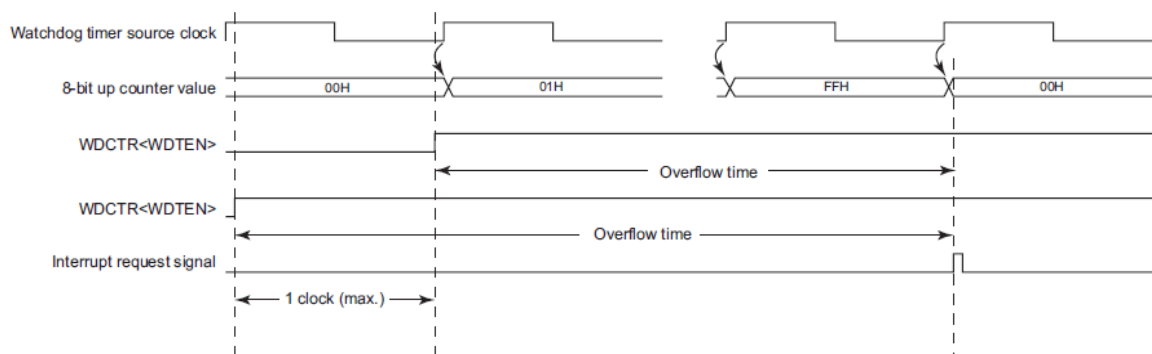 Watchdog timer source clock
8-bit up counter value
00H
01H
FFH
00H
WDCTR<WDTEN>
Overflow time
WDCTR<WDTEN>
Overflow time
Interrupt request signal
1 clock (max.)